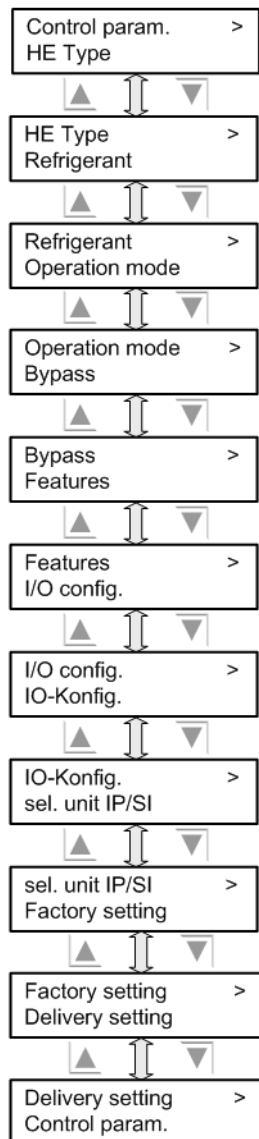 Control param. >
HE Type
HE Type >
Refrigerant
Refrigerant >
Operation mode
Operation mode >
Bypass
Bypass >
Features
Features >
I/O config.
I/O config. >
IO-Konfig.
IO-Konfig. >
sel. unit IP/SI
sel. unit IP/SI >
Factory setting
Factory setting >
Delivery setting
Delivery setting >
Control param.